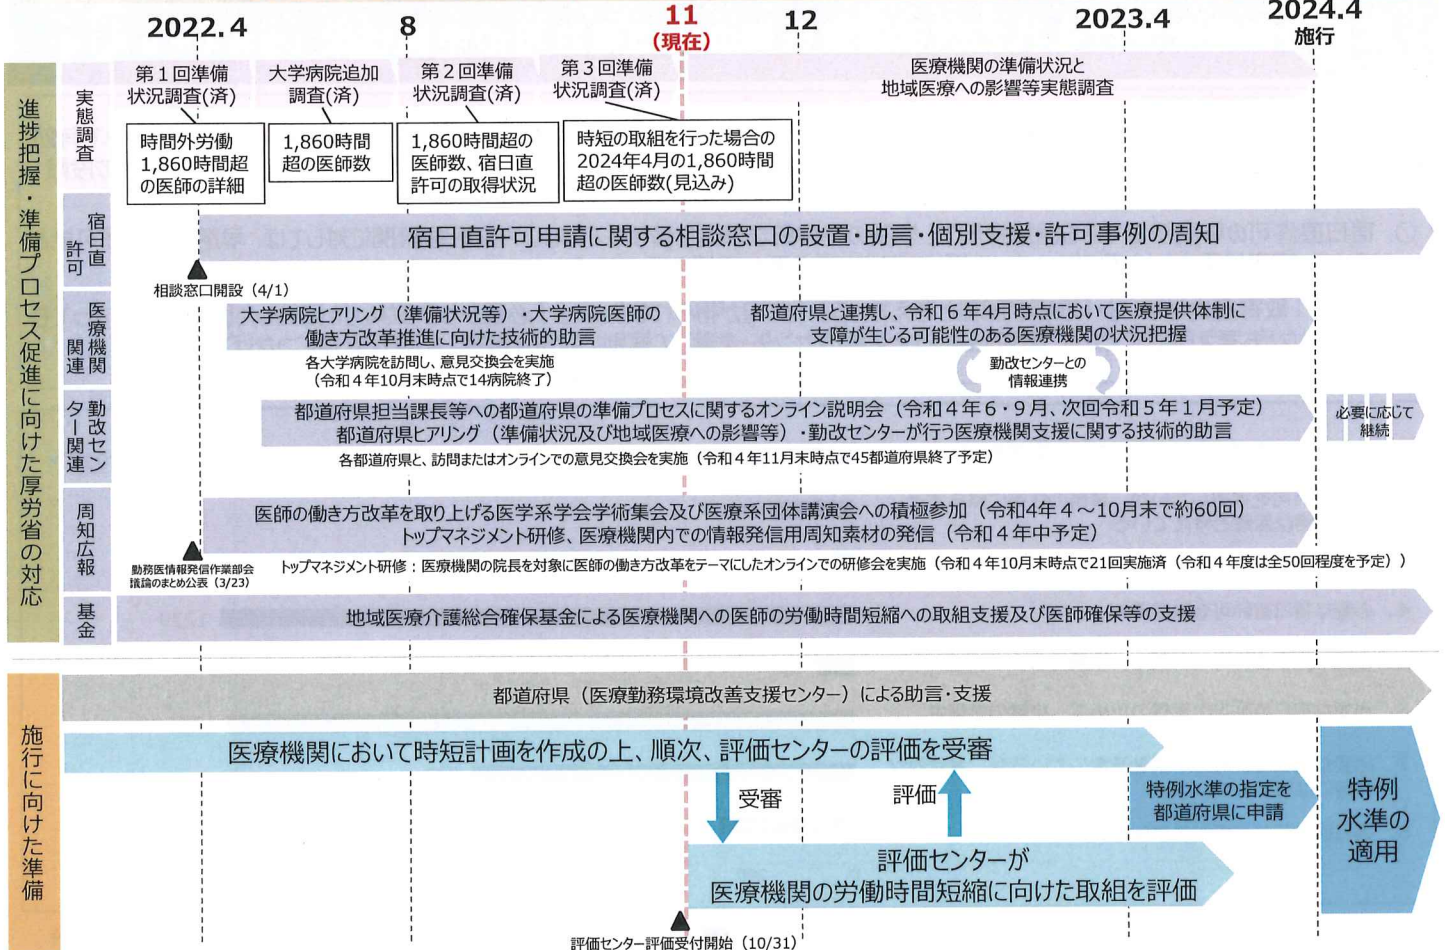 2022. 4
8
11
(現在)
12
2023.4
2024.4
施行
進捗把握・準備プロセス促進に向けた厚労省の対応
実態調査
第１回準備
状況調査(済)
大学病院追加
調査(済)
第２回準備
状況調査(済)
第３回準備
状況調査(済)
医療機関の準備状況と
地域医療への影響等実態調査
時間外労働
1,860時間超
の医師の詳細
1,860時間
超の医師数
1,860時間超の
医師数、宿日直
許可の取得状況
時短の取組を行った場合の
2024年4月の1,860時間
超の医師数(見込み)
宿日直
許可
宿日直許可申請に関する相談窓口の設置・助言・個別支援・許可事例の周知
相談窓口開設（4/1）
医療機関
関連
大学病院ヒアリング（準備状況等）・大学病院医師の
働き方改革推進に向けた技術的助言
各大学病院を訪問し、意見交換会を実施
（令和４年10月末時点で14病院終了）
都道府県と連携し、令和６年4月時点において医療提供体制に
支障が生じる可能性のある医療機関の状況把握
勤改センターとの
情報連携
勤改セン
ター関連
都道府県担当課長等への都道府県の準備プロセスに関するオンライン説明会（令和４年６・９月、次回令和５年１月予定）
都道府県ヒアリング（準備状況及び地域医療への影響等）・勤改センターが行う医療機関支援に関する技術的助言
必要に応じて
継続
各都道府県と、訪問またはオンラインでの意見交換会を実施（令和４年11月末時点で45都道府県終了予定）
周知広報
医師の働き方改革を取り上げる医学系学会学術集会及び医療系団体講演会への積極参加（令和4年４～10月末で約60回）
トップマネジメント研修、医療機関内での情報発信用周知素材の発信（令和４年中予定）
勤務医情報発信作業部会
議論のまとめ公表（3/23）
トップマネジメント研修：医療機関の院長を対象に医師の働き方改革をテーマにしたオンラインでの研修会を実施（令和４年10月末時点で21回実施済（令和４年度は全50回程度を予定））
基金
地域医療介護総合確保基金による医療機関への医師の労働時間短縮への取組支援及び医師確保等の支援
施行に向けた準備
都道府県（医療勤務環境改善支援センター）による助言・支援
医療機関において時短計画を作成の上、順次、評価センターの評価を受審
受審
評価
特例水準の指定を
都道府県に申請
特例
水準の
適用
評価センターが
医療機関の労働時間短縮に向けた取組を評価
評価センター評価受付開始（10/31）